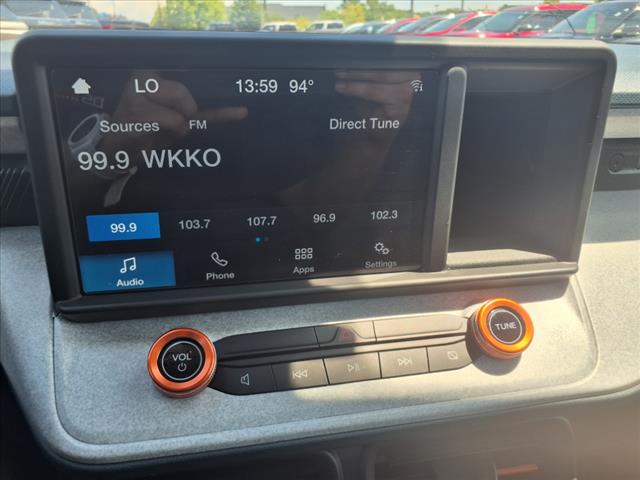 LO 13:59 94°
Sources FM Direct Tune
99.9 WKKO
99.9 103.7 107.7 96.9 102.3
Audio Phone Apps Settings
VOL TUNE